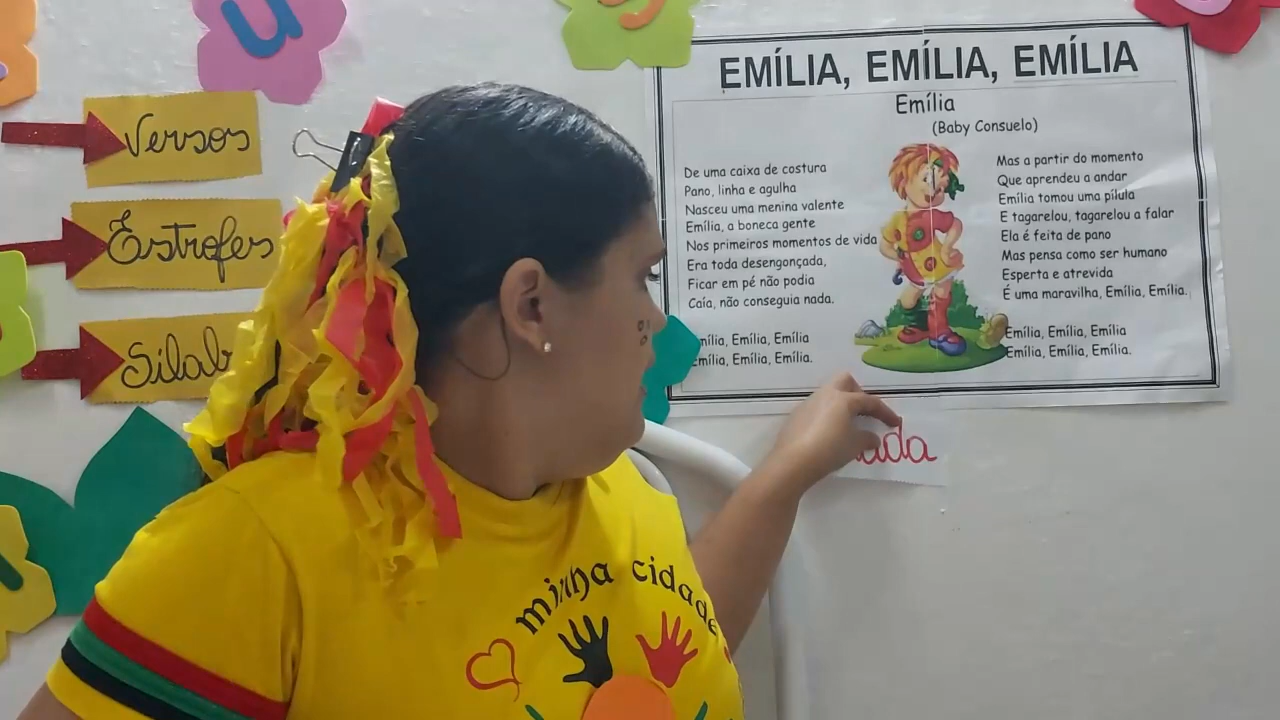 u
Versos
Estrofes
EMÍLIA, EMÍLIA, EMÍLIA
Emília
(Baby Consuelo)
De uma caixa de costura
Pano, linha e agulha
Nasceu uma menina valente
Emília, a boneca gente
Nos primeiros momentos de vida
Era toda desengonçada,
Ficar em pé não podia
Caía, não conseguia nada.
Emília, Emília
Emília, Emília.
Mas a partir do momento
Que aprendeu a andar
Emília tomou uma pílula
E tagarelou, tagarelou a falar
Ela é feita de pano
Mas pensa como ser humano
Esperta e atrevida
É uma maravilha, Emília, Emília.
Emília, Emília, Emília
Emília, Emília, Emília.
minha cidade